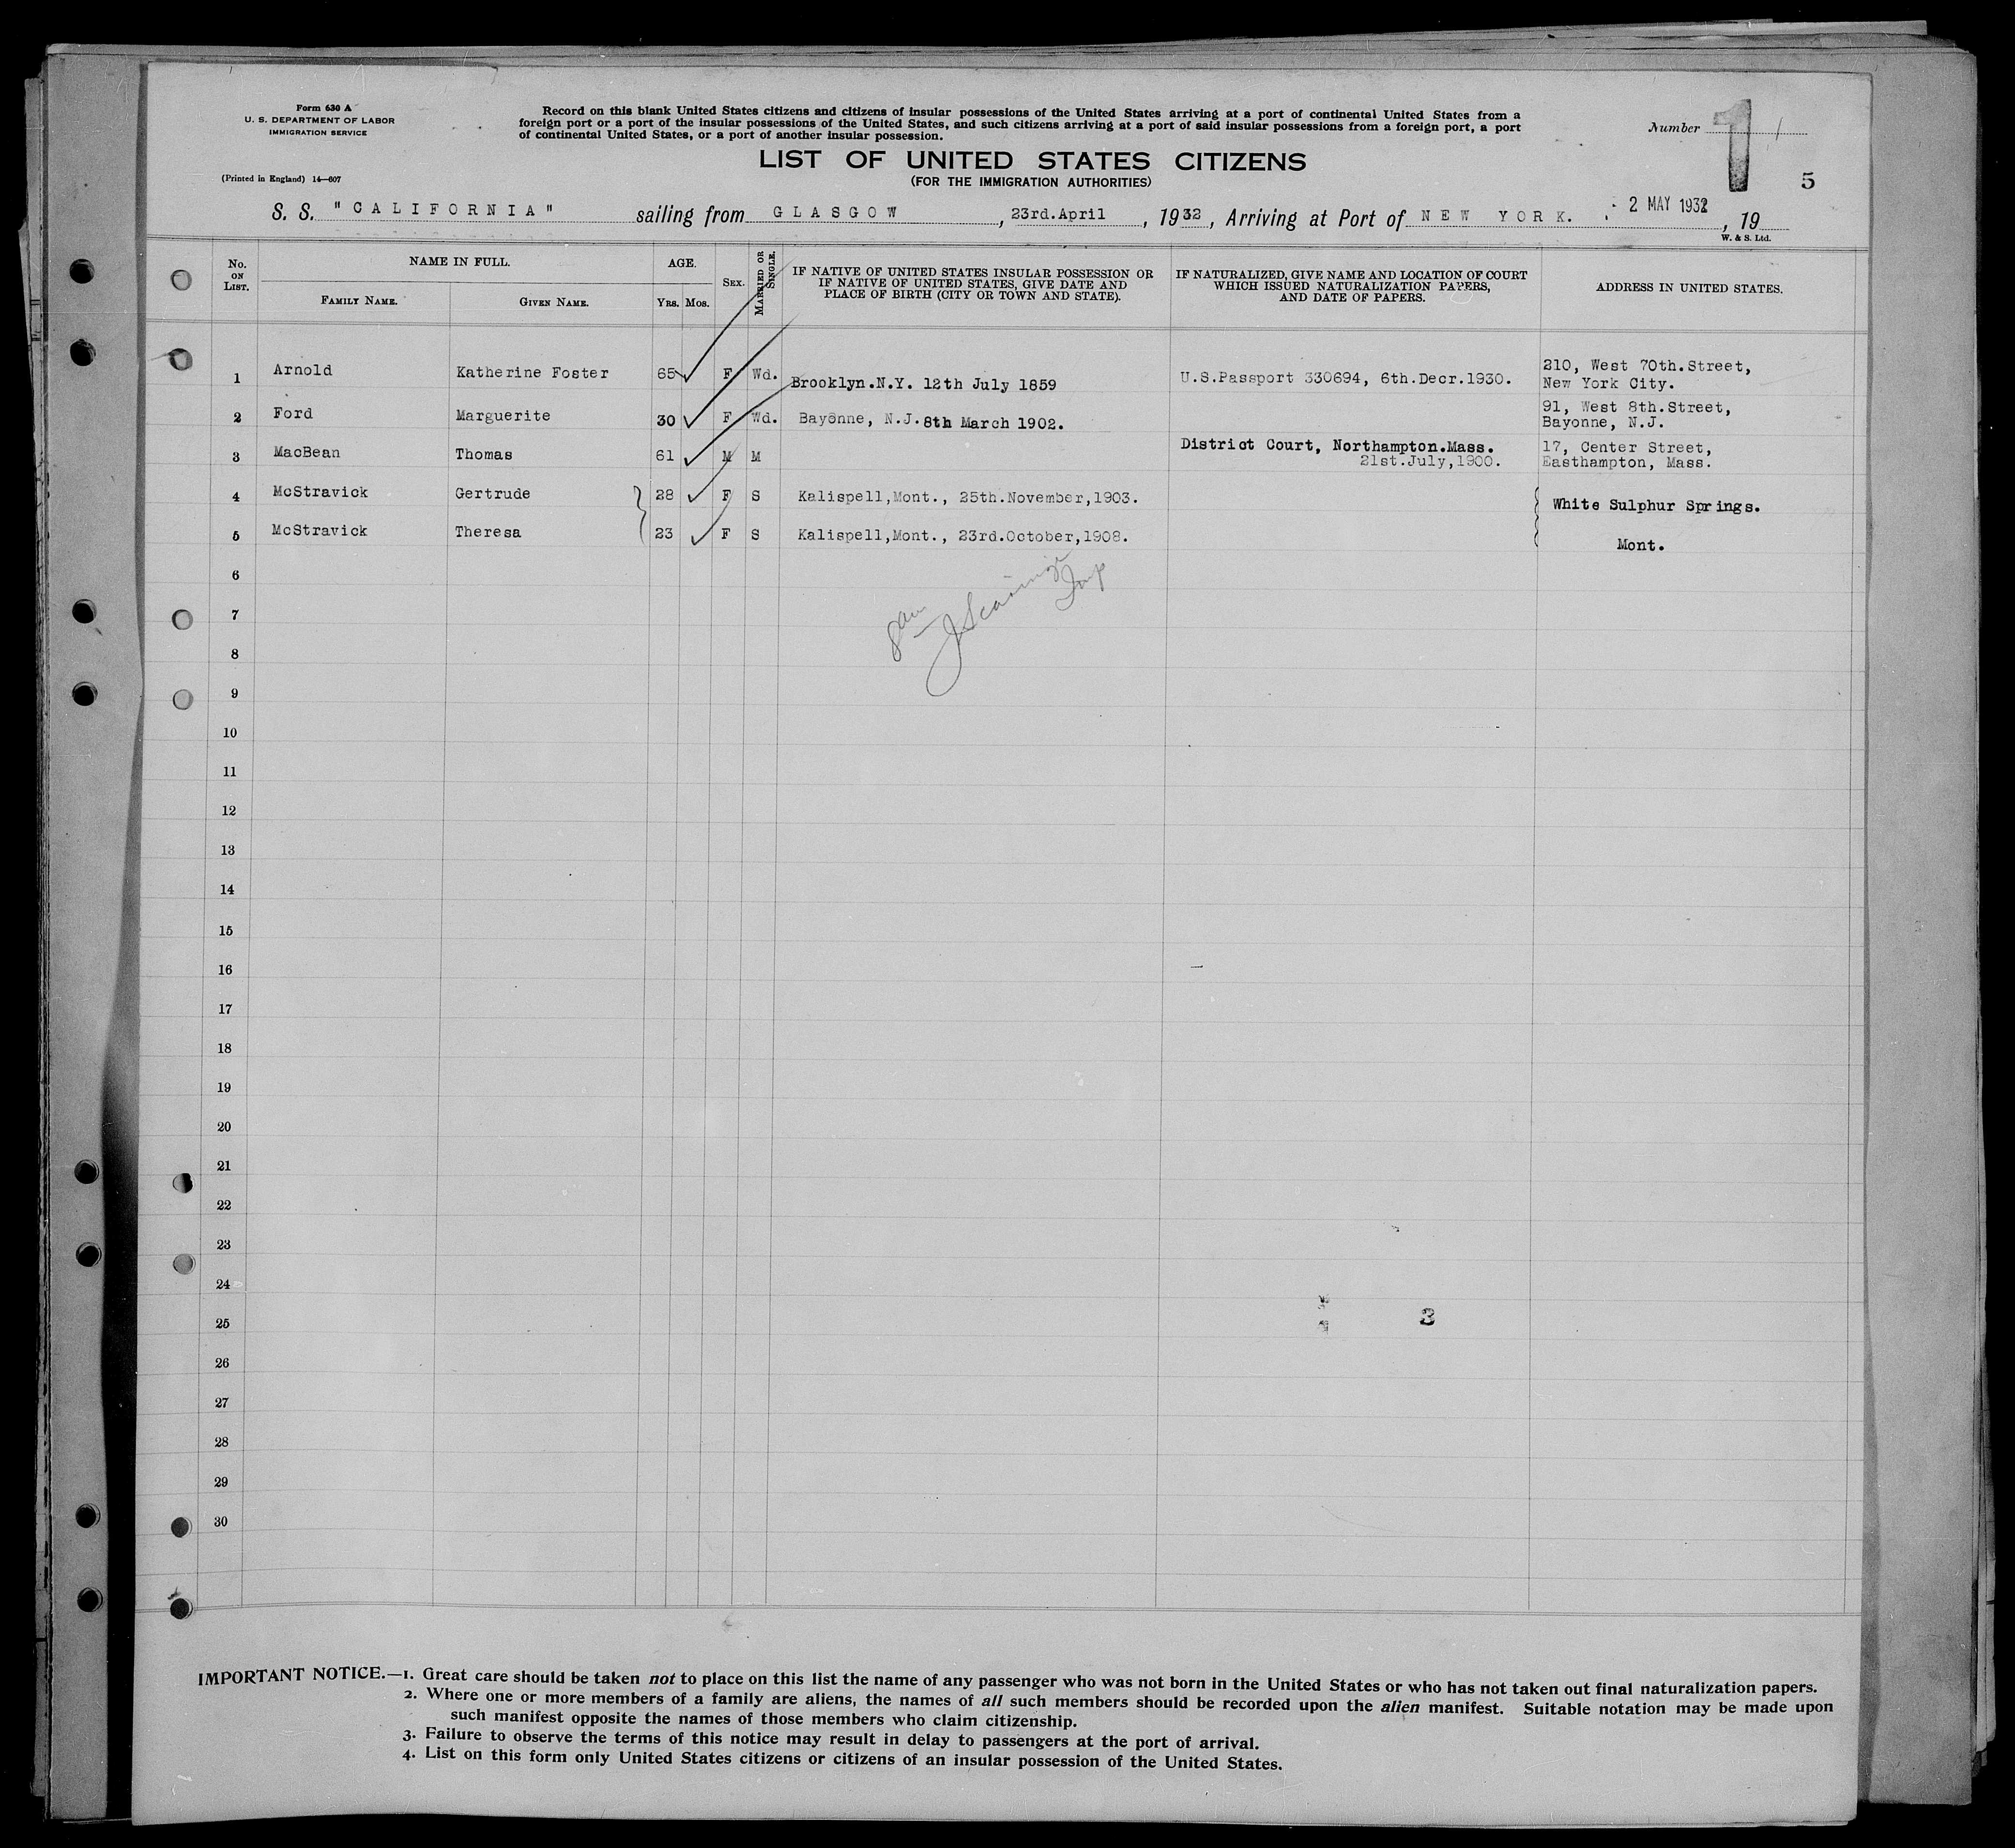 Form 630 A
U. S. DEPARTMENT OF LABOR
IMMIGRATION SERVICE
(Printed in England) 14—607
Record on this blank United States citizens and citizens of insular possessions of the United States arriving at a port of continental United States from a
foreign port or a port of the insular possessions of the United States, and such citizens arriving at a port of said insular possessions from a foreign port, a port
of continental United States, or a port of another insular possession.
LIST OF UNITED STATES CITIZENS
(FOR THE IMMIGRATION AUTHORITIES)
Number 1 /
5
S. S. "CALIFORNIA" sailing from GLASGOW, 23rd.April, 1932, Arriving at Port of NEW YORK. 2 MAY 1932, 19
W. & S. Ltd.
No. ON LIST. NAME IN FULL. AGE. SEX. MARRIED OR SINGLE. IF NATIVE OF UNITED STATES INSULAR POSSESSION OR IF NATIVE OF UNITED STATES, GIVE DATE AND PLACE OF BIRTH (CITY OR TOWN AND STATE). IF NATURALIZED, GIVE NAME AND LOCATION OF COURT WHICH ISSUED NATURALIZATION PAPERS, AND DATE OF PAPERS. ADDRESS IN UNITED STATES.
FAMILY NAME. GIVEN NAME. YRS. MOS.
1 Arnold Katherine Foster 65 F Wd. Brooklyn.N.Y. 12th July 1859 U.S.Passport 330694, 6th.Decr.1930. 210, West 70th.Street, New York City.
2 Ford Marguerite 30 F Wd. Bayonne, N.J. 8th March 1902. 91, West 8th.Street, Bayonne, N.J.
3 MacBean Thomas 61 M M District Court, Northampton.Mass. 21st.July,1900. 17, Center Street, Easthampton, Mass.
4 McStravick Gertrude 28 F S Kalispell,Mont., 25th.November,1903. White Sulphur Springs.
5 McStravick Theresa 23 F S Kalispell,Mont., 23rd.October,1908. Mont.
6
7
8
9
10
11
12
13
14
15
16
17
18
19
20
21
22
23
24
25
3
26
27
28
29
30
IMPORTANT NOTICE.—1. Great care should be taken not to place on this list the name of any passenger who was not born in the United States or who has not taken out final naturalization papers.
2. Where one or more members of a family are aliens, the names of all such members should be recorded upon the alien manifest. Suitable notation may be made upon
such manifest opposite the names of those members who claim citizenship.
3. Failure to observe the terms of this notice may result in delay to passengers at the port of arrival.
4. List on this form only United States citizens or citizens of an insular possession of the United States.